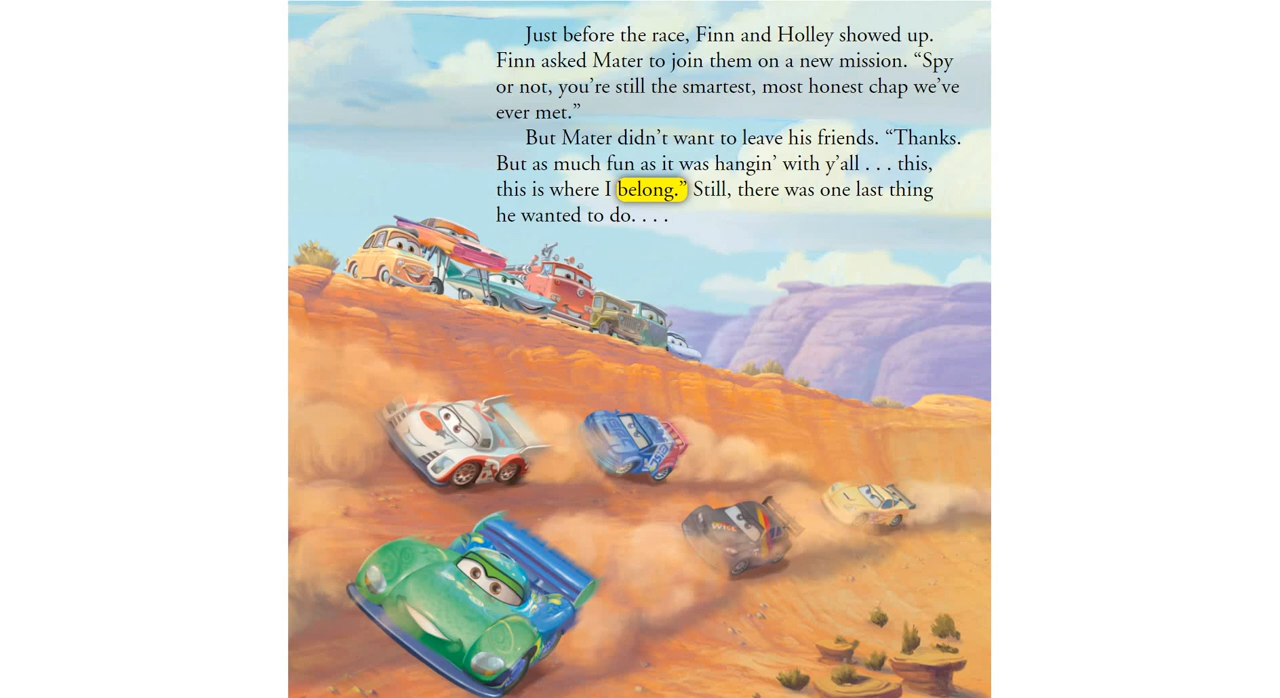 Just before the race, Finn and Holley showed up.
Finn asked Mater to join them on a new mission. “Spy
or not, you’re still the smartest, most honest chap we’ve
ever met.”
But Mater didn’t want to leave his friends. “Thanks.
But as much fun as it was hangin’ with y’all . . . this,
this is where I belong.” Still, there was one last thing
he wanted to do. . . .